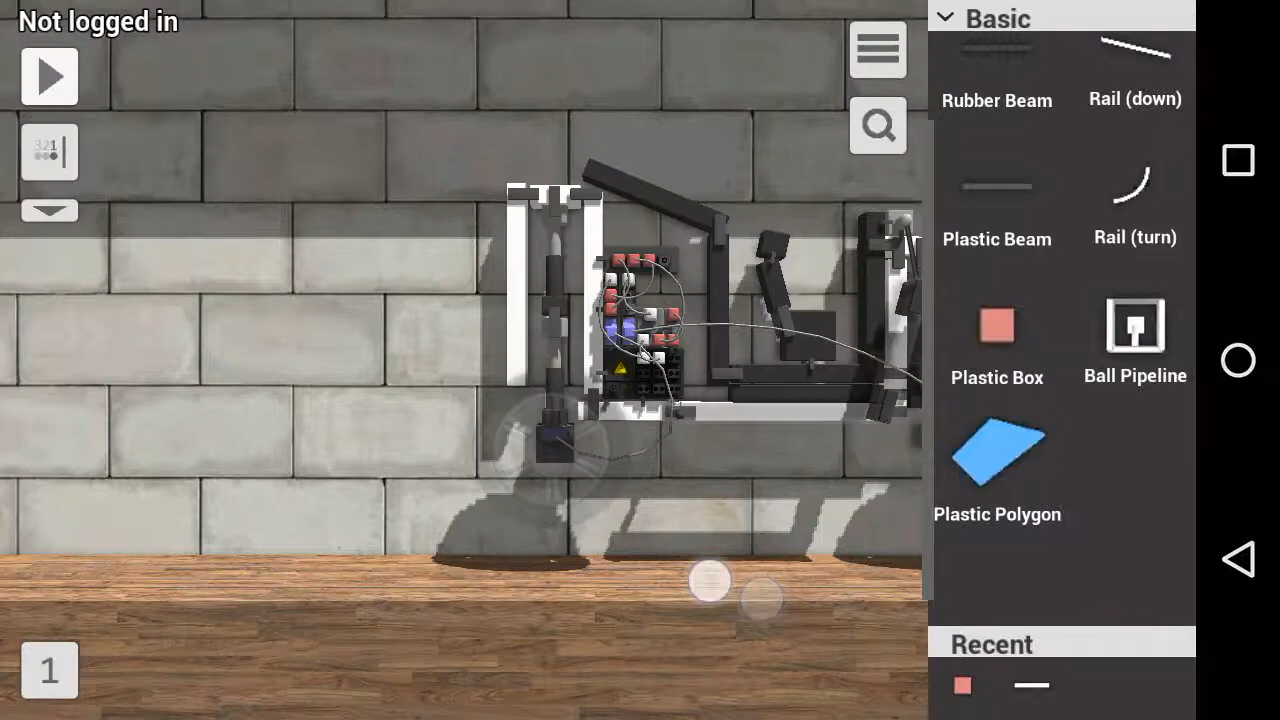 Not logged in
321
1
Basic
Rubber Beam
Rail (down)
Plastic Beam
Rail (turn)
Plastic Box
Ball Pipeline
Plastic Polygon
Recent